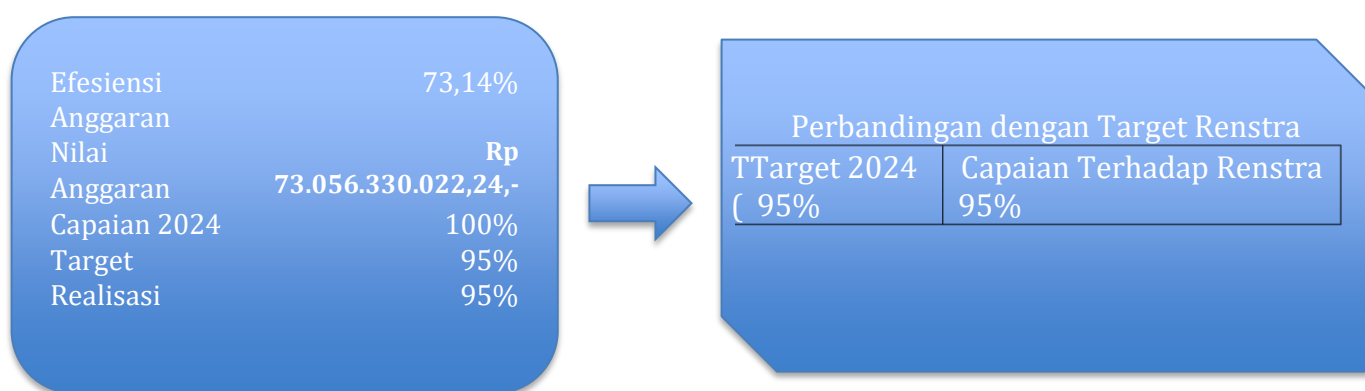 Efesiensi 73,14%
Anggaran
Nilai Rp
Anggaran 73.056.330.022,24,-
Capaian 2024 100%
Target 95%
Realisasi 95%
Perbandingan dengan Target Renstra
TTarget 2024 Capaian Terhadap Renstra
( 95% 95%